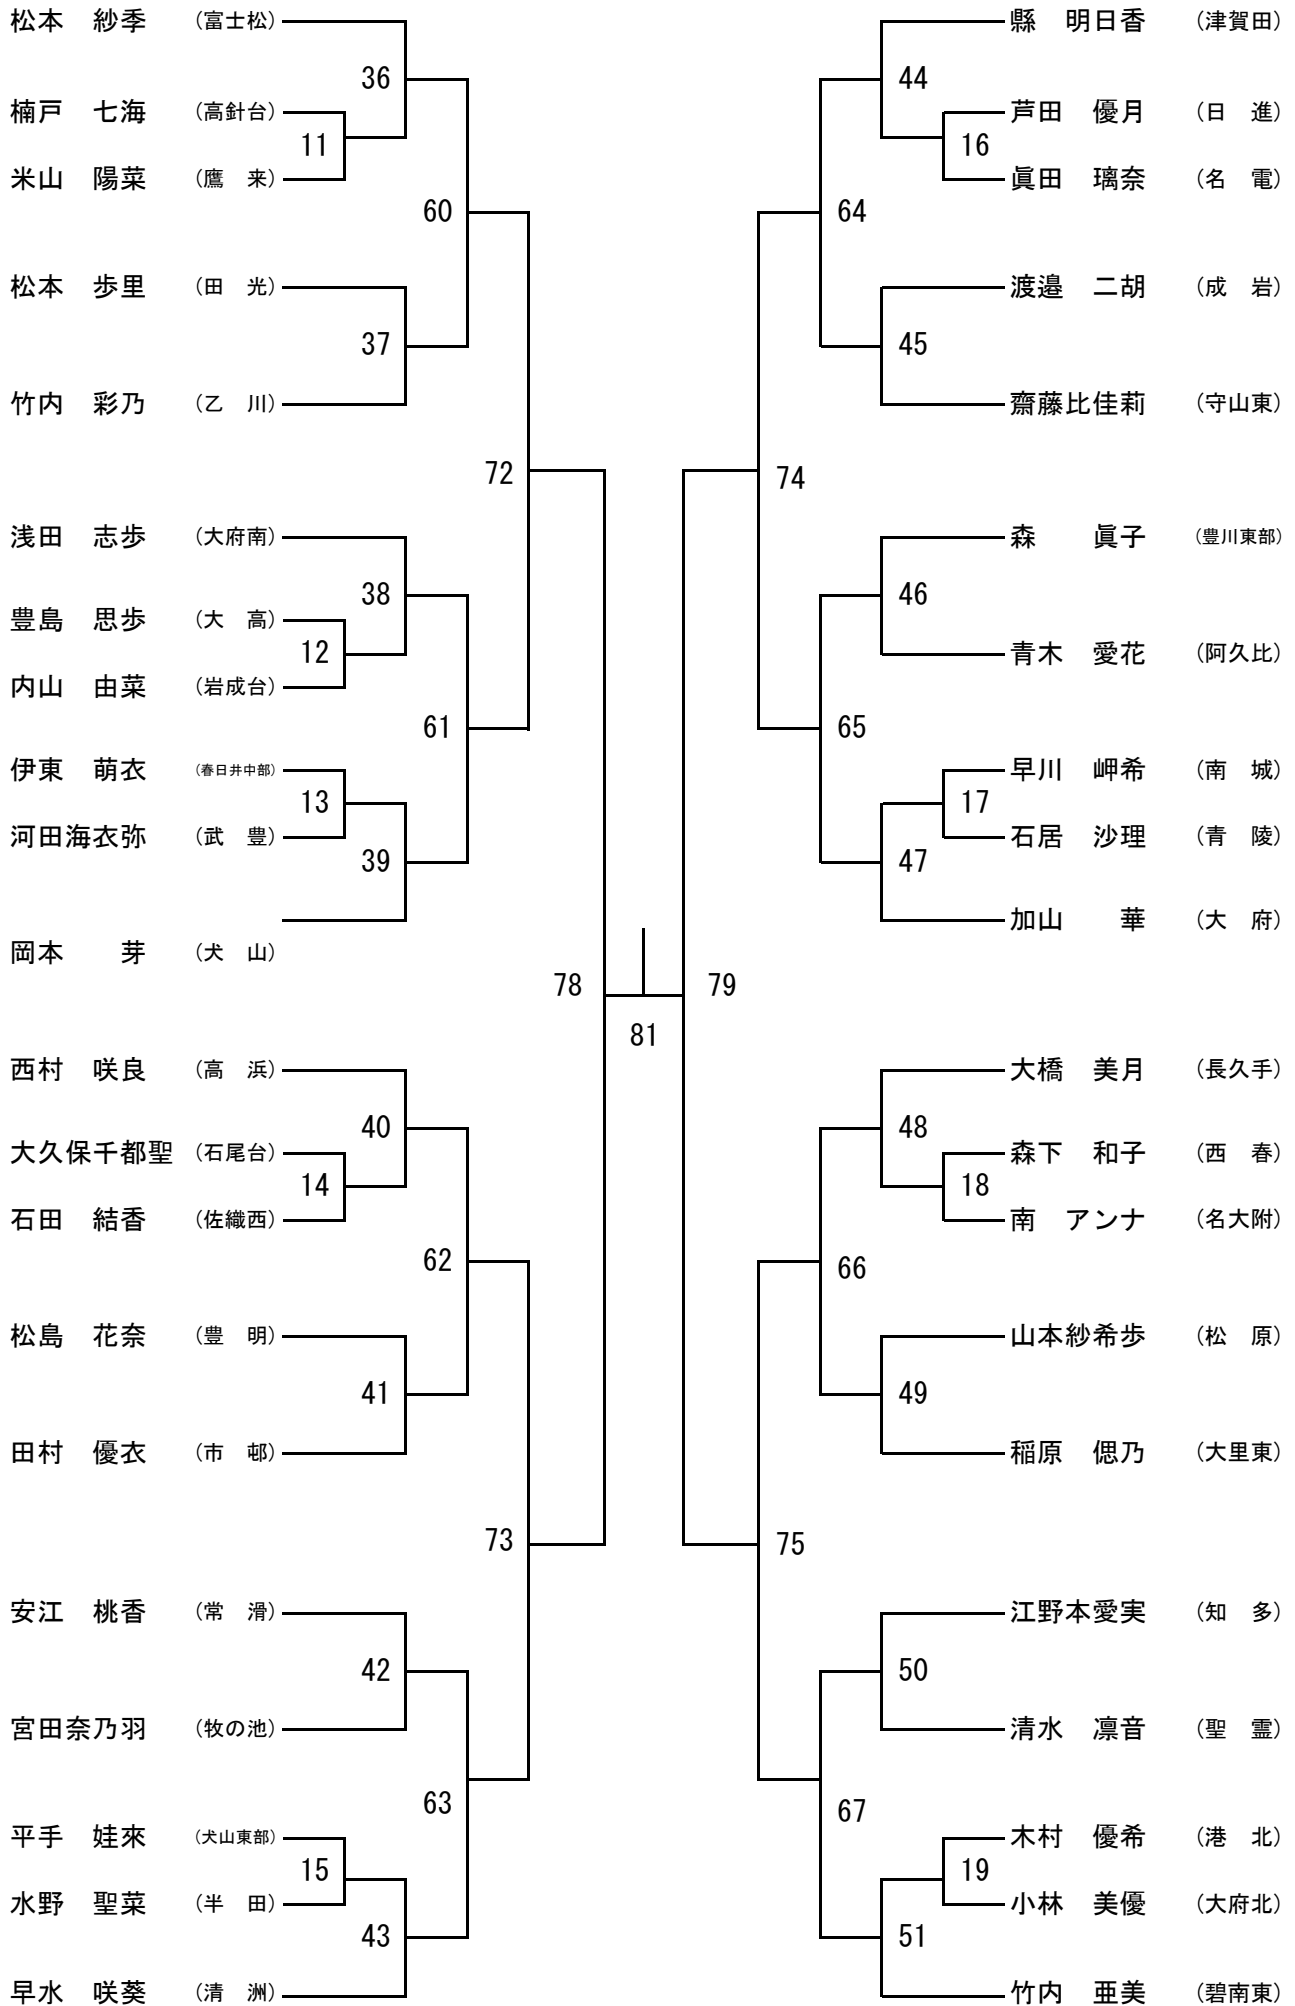 松本　紗季　（富士松）
36
楠戸　七海　（高針台）
11
米山　陽菜　（鷹　来）
60
松本　歩里　（田　光）
37
竹内　彩乃　（乙　川）
72
浅田　志歩　（大府南）
38
豊島　思歩　（大　高）
12
内山　由菜　（岩成台）
61
伊東　萌衣　（春日井中部）
13
河田海衣弥　（武　豊）
39
岡本　　芽　（犬　山）
78
81
西村　咲良　（高　浜）
40
大久保千都聖　（石尾台）
14
石田　結香　（佐織西）
62
松島　花奈　（豊　明）
41
田村　優衣　（市　邨）
73
安江　桃香　（常　滑）
42
宮田奈乃羽　（牧の池）
63
平手　娃來　（犬山東部）
15
水野　聖菜　（半　田）
43
早水　咲葵　（清　洲）
縣　明日香　（津賀田）
44
芦田　優月　（日　進）
16
眞田　璃奈　（名　電）
64
渡邉　二胡　（成　岩）
45
齋藤比佳莉　（守山東）
74
森　　眞子　（豊川東部）
46
青木　愛花　（阿久比）
65
早川　岬希　（南　城）
17
石居　沙理　（青　陵）
47
加山　　華　（大　府）
79
大橋　美月　（長久手）
48
森下　和子　（西　春）
18
南　アンナ　（名大附）
66
山本紗希歩　（松　原）
49
稲原　偲乃　（大里東）
75
江野本愛実　（知　多）
50
清水　凛音　（聖　霊）
67
木村　優希　（港　北）
19
小林　美優　（大府北）
51
竹内　亜美　（碧南東）